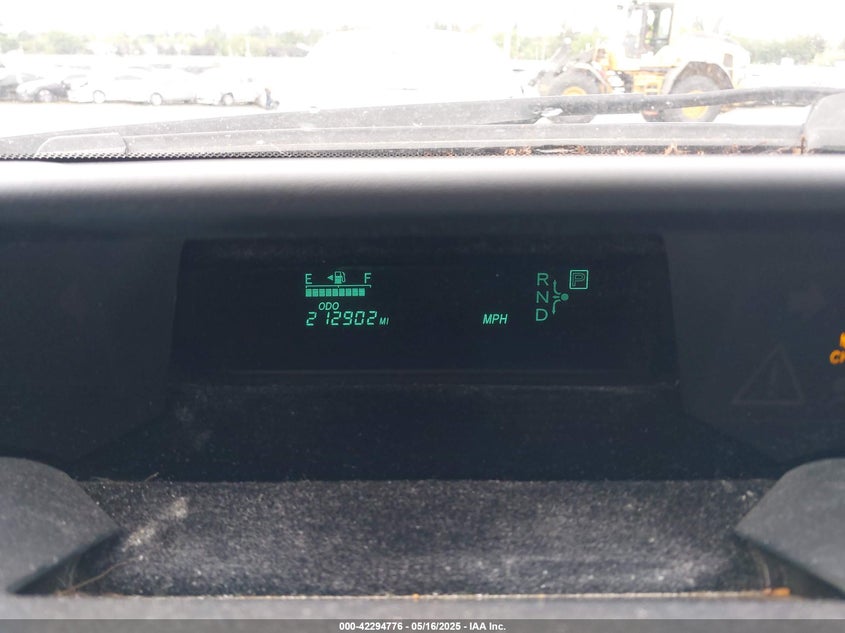 E F
ODO
212902 MI
MPH
R P
N
D
000-42294776 - 05/16/2025 - IAA Inc.